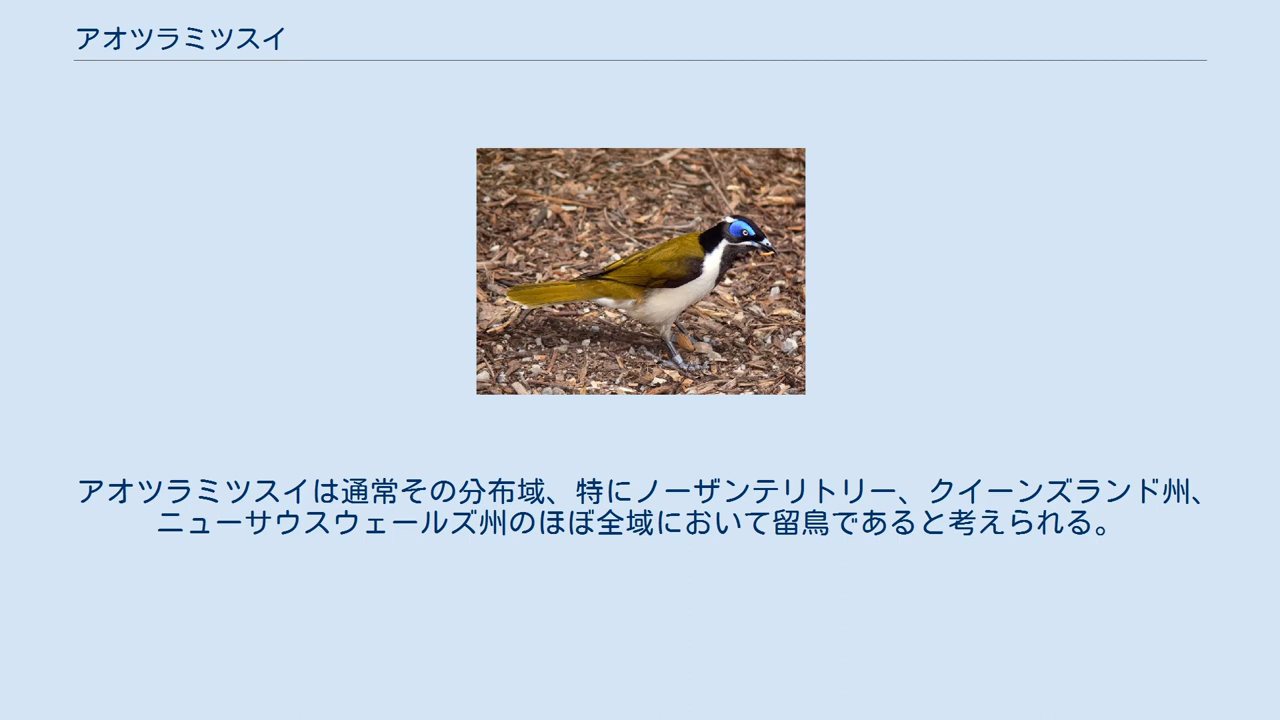 アオツラミツスイ
アオツラミツスイは通常その分布域、特にノーザンテリトリー、クイーンズランド州、
ニューサウスウェールズ州のほぼ全域において留鳥であると考えられる。